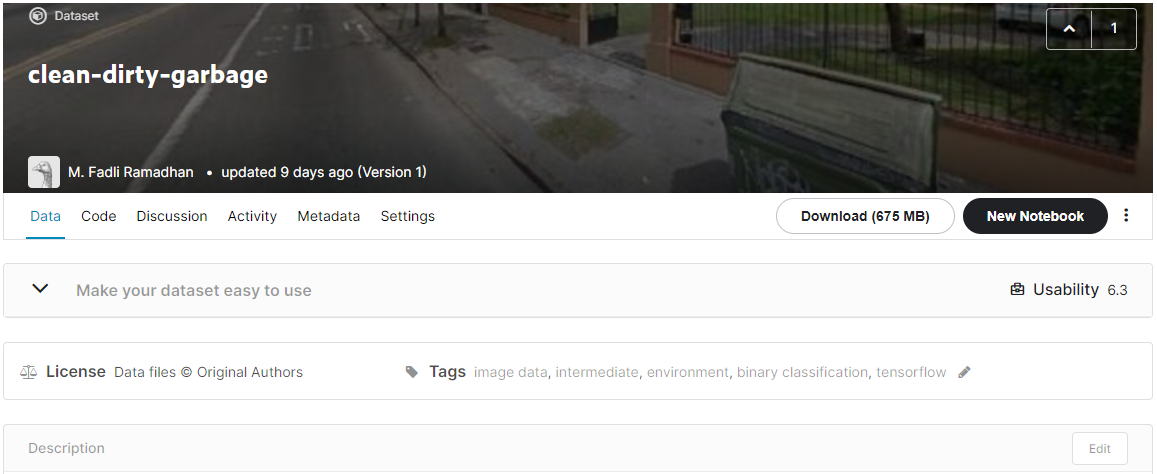 Dataset
1
clean-dirty-garbage
M. Fadli Ramadhan • updated 9 days ago (Version 1)
Data Code Discussion Activity Metadata Settings Download (675 MB) New Notebook
Make your dataset easy to use Usability 6.3
License Data files © Original Authors Tags image data, intermediate, environment, binary classification, tensorflow
Description Edit